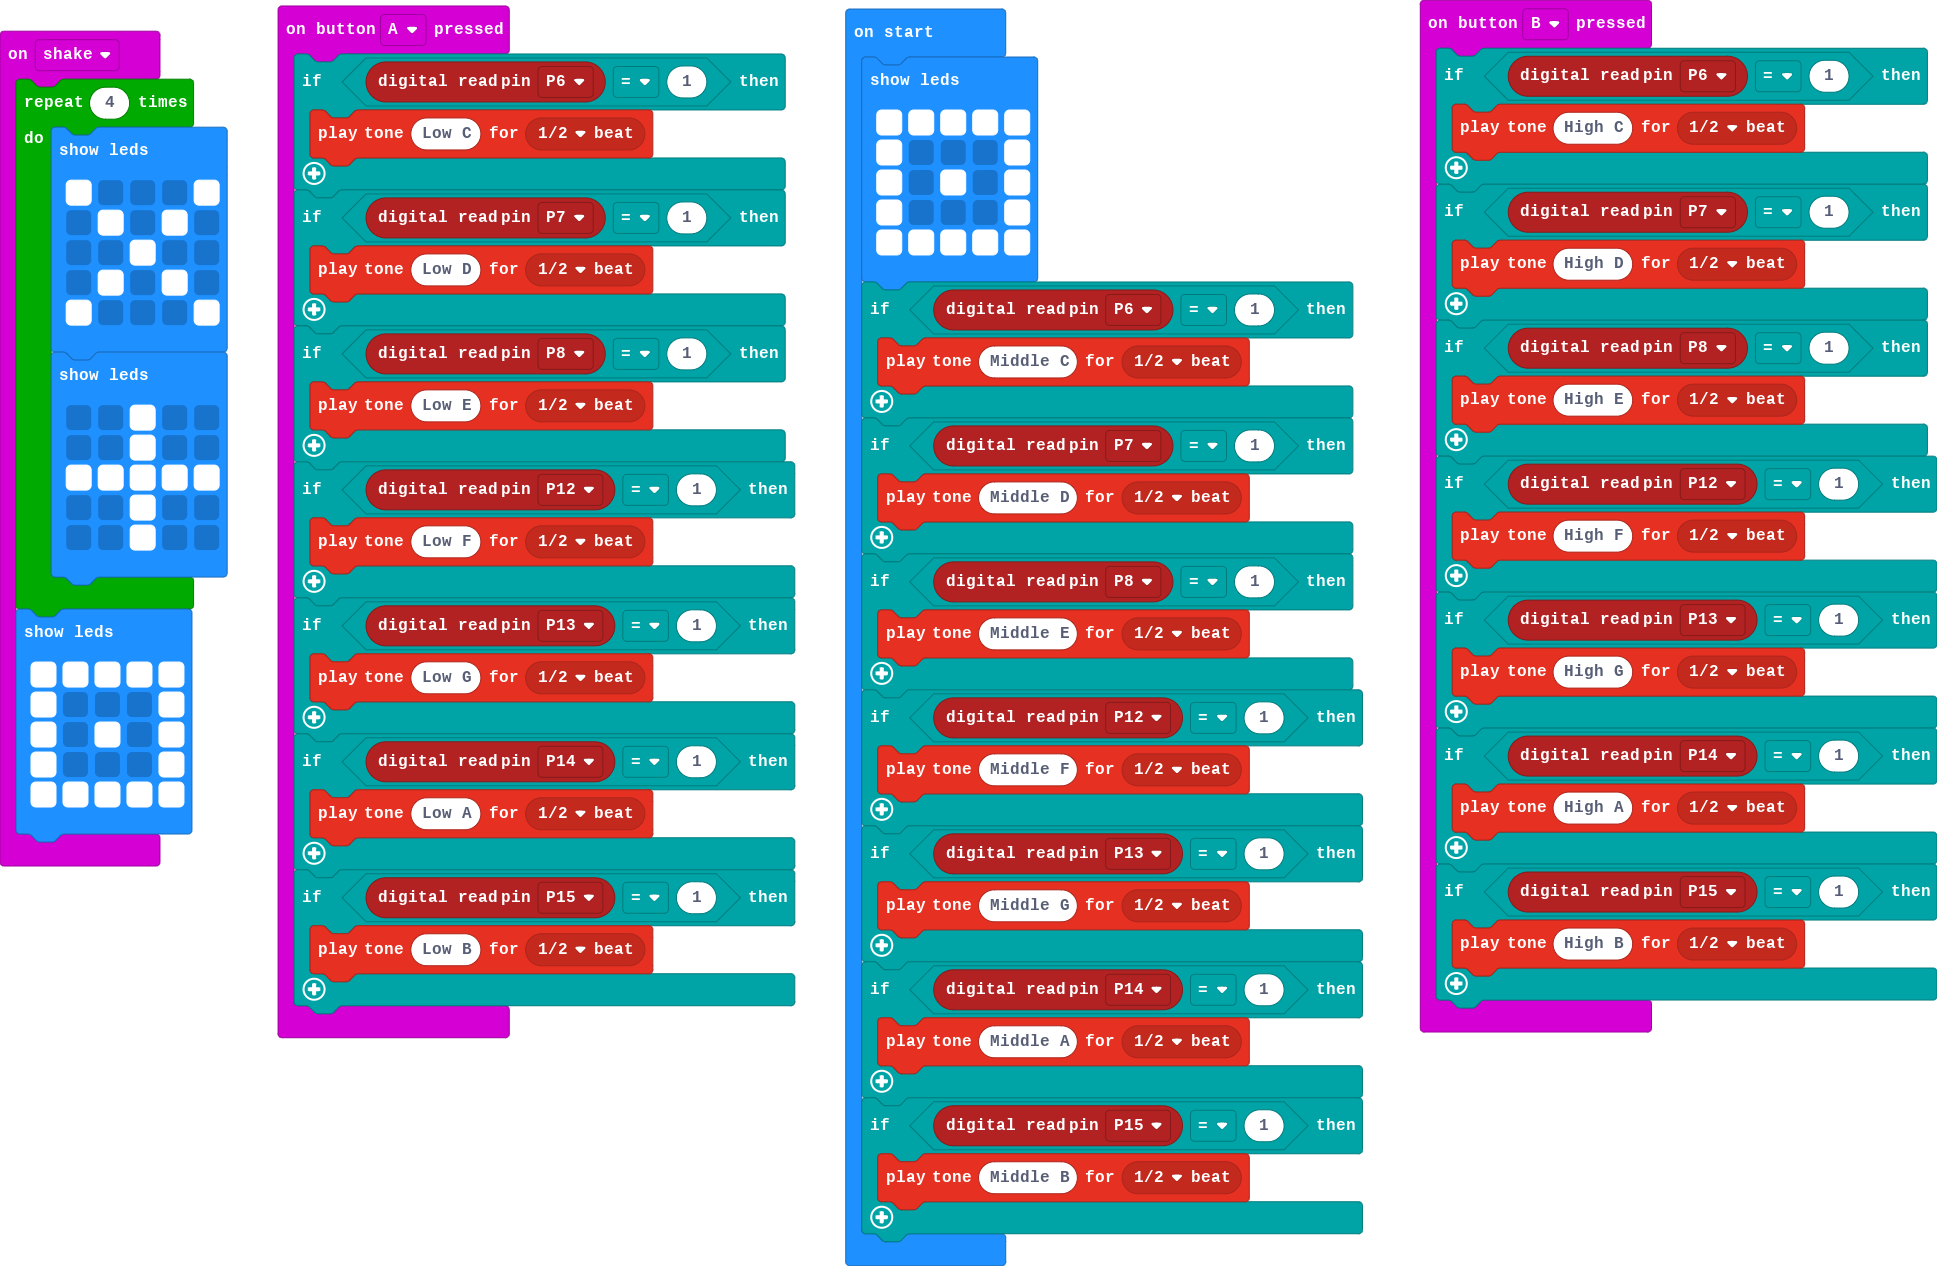 on shake
repeat 4 times
do
show leds
show leds
show leds
on button A pressed
if digital read pin P6 = 1 then
play tone Low C for 1/2 beat
if digital read pin P7 = 1 then
play tone Low D for 1/2 beat
if digital read pin P8 = 1 then
play tone Low E for 1/2 beat
if digital read pin P12 = 1 then
play tone Low F for 1/2 beat
if digital read pin P13 = 1 then
play tone Low G for 1/2 beat
if digital read pin P14 = 1 then
play tone Low A for 1/2 beat
if digital read pin P15 = 1 then
play tone Low B for 1/2 beat
on start
show leds
if digital read pin P6 = 1 then
play tone Middle C for 1/2 beat
if digital read pin P7 = 1 then
play tone Middle D for 1/2 beat
if digital read pin P8 = 1 then
play tone Middle E for 1/2 beat
if digital read pin P12 = 1 then
play tone Middle F for 1/2 beat
if digital read pin P13 = 1 then
play tone Middle G for 1/2 beat
if digital read pin P14 = 1 then
play tone Middle A for 1/2 beat
if digital read pin P15 = 1 then
play tone Middle B for 1/2 beat
on button B pressed
if digital read pin P6 = 1 then
play tone High C for 1/2 beat
if digital read pin P7 = 1 then
play tone High D for 1/2 beat
if digital read pin P8 = 1 then
play tone High E for 1/2 beat
if digital read pin P12 = 1 then
play tone High F for 1/2 beat
if digital read pin P13 = 1 then
play tone High G for 1/2 beat
if digital read pin P14 = 1 then
play tone High A for 1/2 beat
if digital read pin P15 = 1 then
play tone High B for 1/2 beat